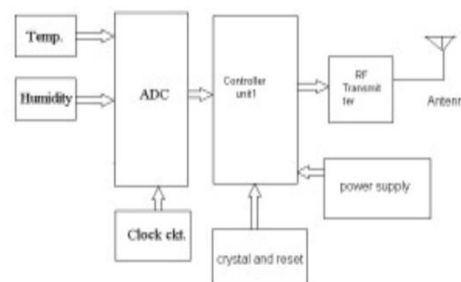 Temp.
Humidity
ADC
Clock ckt.
Controller
unit1
crystal and reset
RF
Transmit
ter
Antenn
power supply